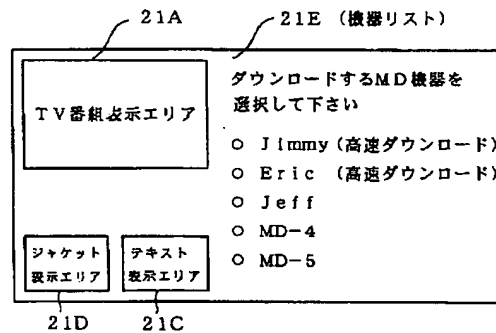 21A
21E (機器リスト)
TV番組表示エリア
ダウンロードするMD機器を
選択して下さい
○ Jimmy (高速ダウンロード)
○ Eric (高速ダウンロード)
○ Jeff
○ MD-4
○ MD-5
ジャケット
表示エリア
テキスト
表示エリア
21D
21C